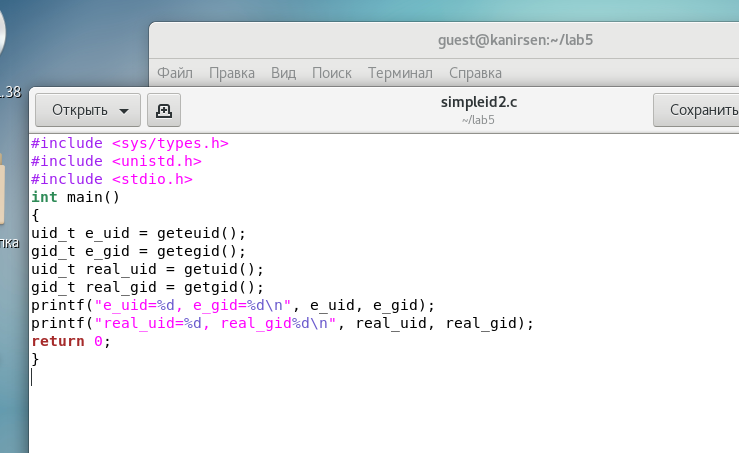 guest@kanirsen:~/lab5
Файл Правка Вид Поиск Терминал Справка
.38
Открыть
simpleid2.c
~/lab5
Сохранить
#include <sys/types.h>
#include <unistd.h>
#include <stdio.h>
int main()
{
uid_t e_uid = geteuid();
gid_t e_gid = getegid();
uid_t real_uid = getuid();
gid_t real_gid = getgid();
printf("e_uid=%d, e_gid=%d\n", e_uid, e_gid);
printf("real_uid=%d, real_gid%d\n", real_uid, real_gid);
return 0;
}